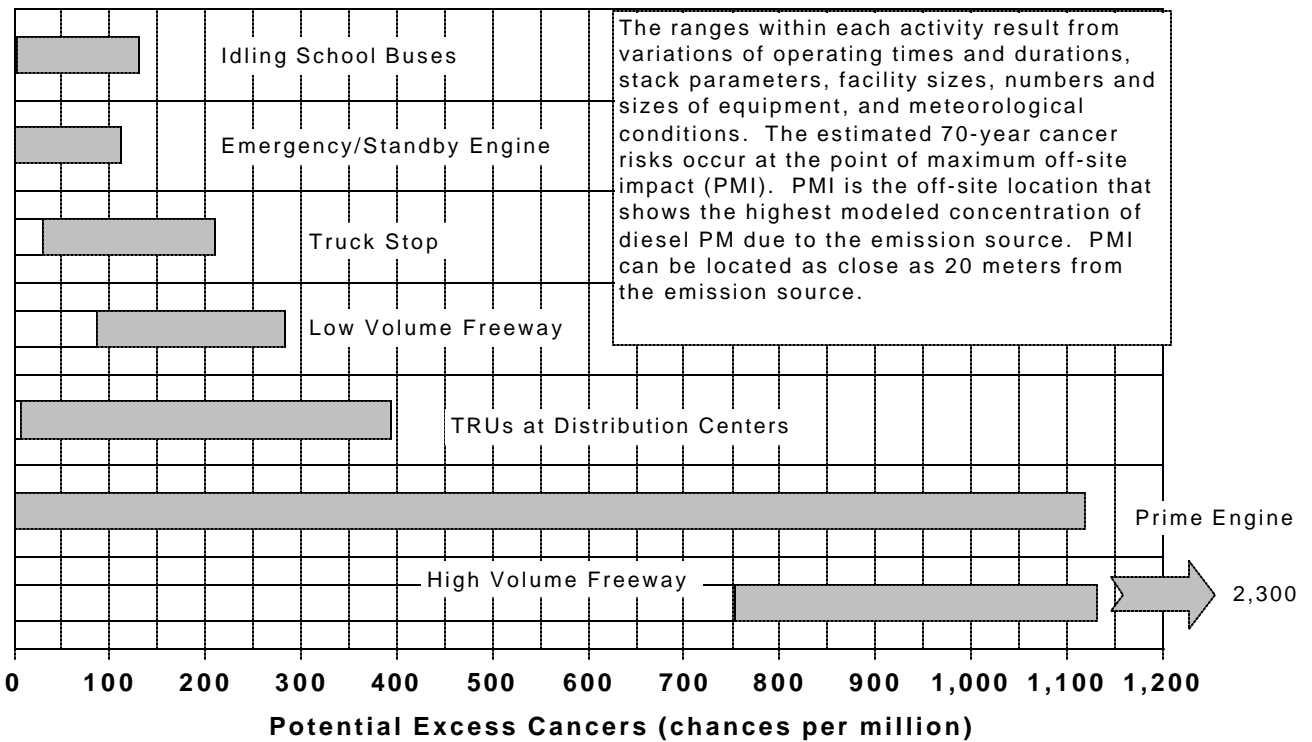 The ranges within each activity result from
variations of operating times and durations,
stack parameters, facility sizes, numbers and
sizes of equipment, and meteorological
conditions. The estimated 70-year cancer
risks occur at the point of maximum off-site
impact (PMI). PMI is the off-site location that
shows the highest modeled concentration of
diesel PM due to the emission source. PMI
can be located as close as 20 meters from
the emission source.
Idling School Buses
Emergency/Standby Engine
Truck Stop
Low Volume Freeway
TRUs at Distribution Centers
Prime Engine
High Volume Freeway
2,300
0 100 200 300 400 500 600 700 800 900 1,000 1,100 1,200
Potential Excess Cancers (chances per million)